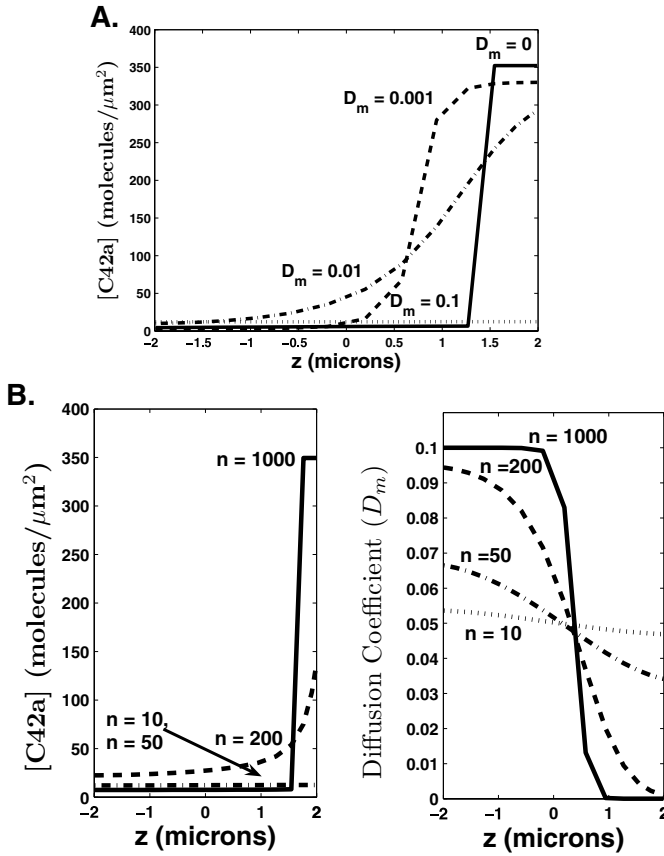 A.
[C42a] (molecules/μm²)
400
350
300
250
200
150
100
50
0
D_m = 0
D_m = 0.001
D_m = 0.01
D_m = 0.1
−2 −1.5 −1 −0.5 0 0.5 1 1.5 2
z (microns)
B.
[C42a] (molecules/μm²)
400
350
300
250
200
150
100
50
0
n = 1000
n = 10,
n = 50
n = 200
−2 −1 0 1 2
z (microns)
Diffusion Coefficient (D_m)
0.1
0.09
0.08
0.07
0.06
0.05
0.04
0.03
0.02
0.01
0
n = 1000
n =200
n =50
n = 10
−2 −1 0 1 2
z (microns)